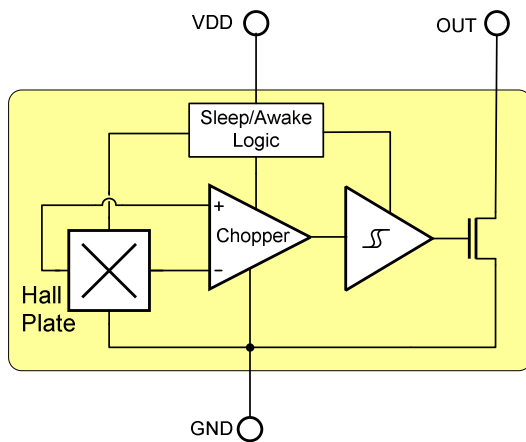 VDD
OUT
Sleep/Awake
Logic
+
Chopper
−
Hall
Plate
GND